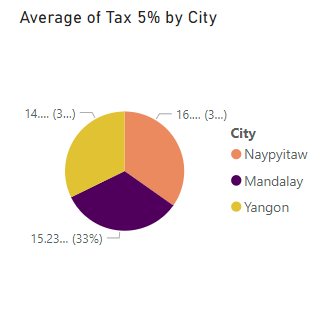 Average of Tax 5% by City
14.... (3...)
16.... (3...)
City
Naypyitaw
Mandalay
Yangon
15.23... (33%)